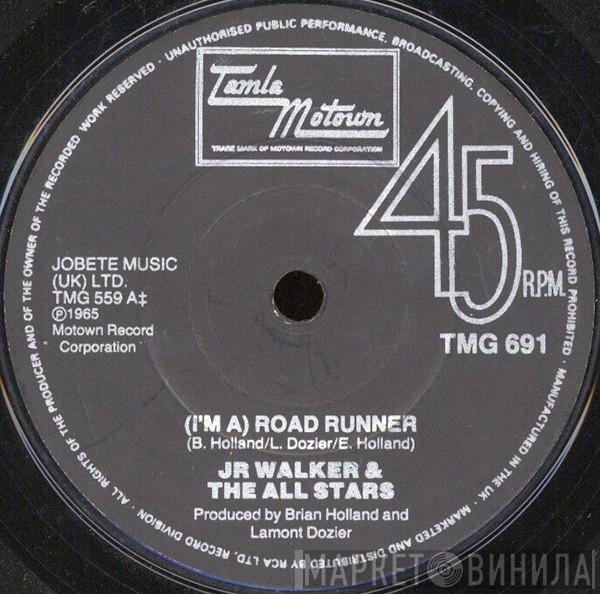 ALL RIGHTS OF THE PRODUCER AND OF THE OWNER OF THE RECORDED WORK RESERVED · UNAUTHORISED PUBLIC PERFORMANCE, BROADCASTING, COPYING AND HIRING OF THIS RECORD PROHIBITED · MANUFACTURED IN THE UK · MARKETED AND DISTRIBUTED BY RCA LTD. RECORD DIVISION ·
Tamla
Motown
TRADE MARK OF MOTOWN RECORD CORPORATION
45
R.P.M.
TMG 691
JOBETE MUSIC
(UK) LTD.
TMG 559 A‡
℗1965
Motown Record
Corporation
(I'M A) ROAD RUNNER
(B. Holland/L. Dozier/E. Holland)
JR WALKER &
THE ALL STARS
Produced by Brian Holland and
Lamont Dozier
МАРКЕТ ВИНИЛА